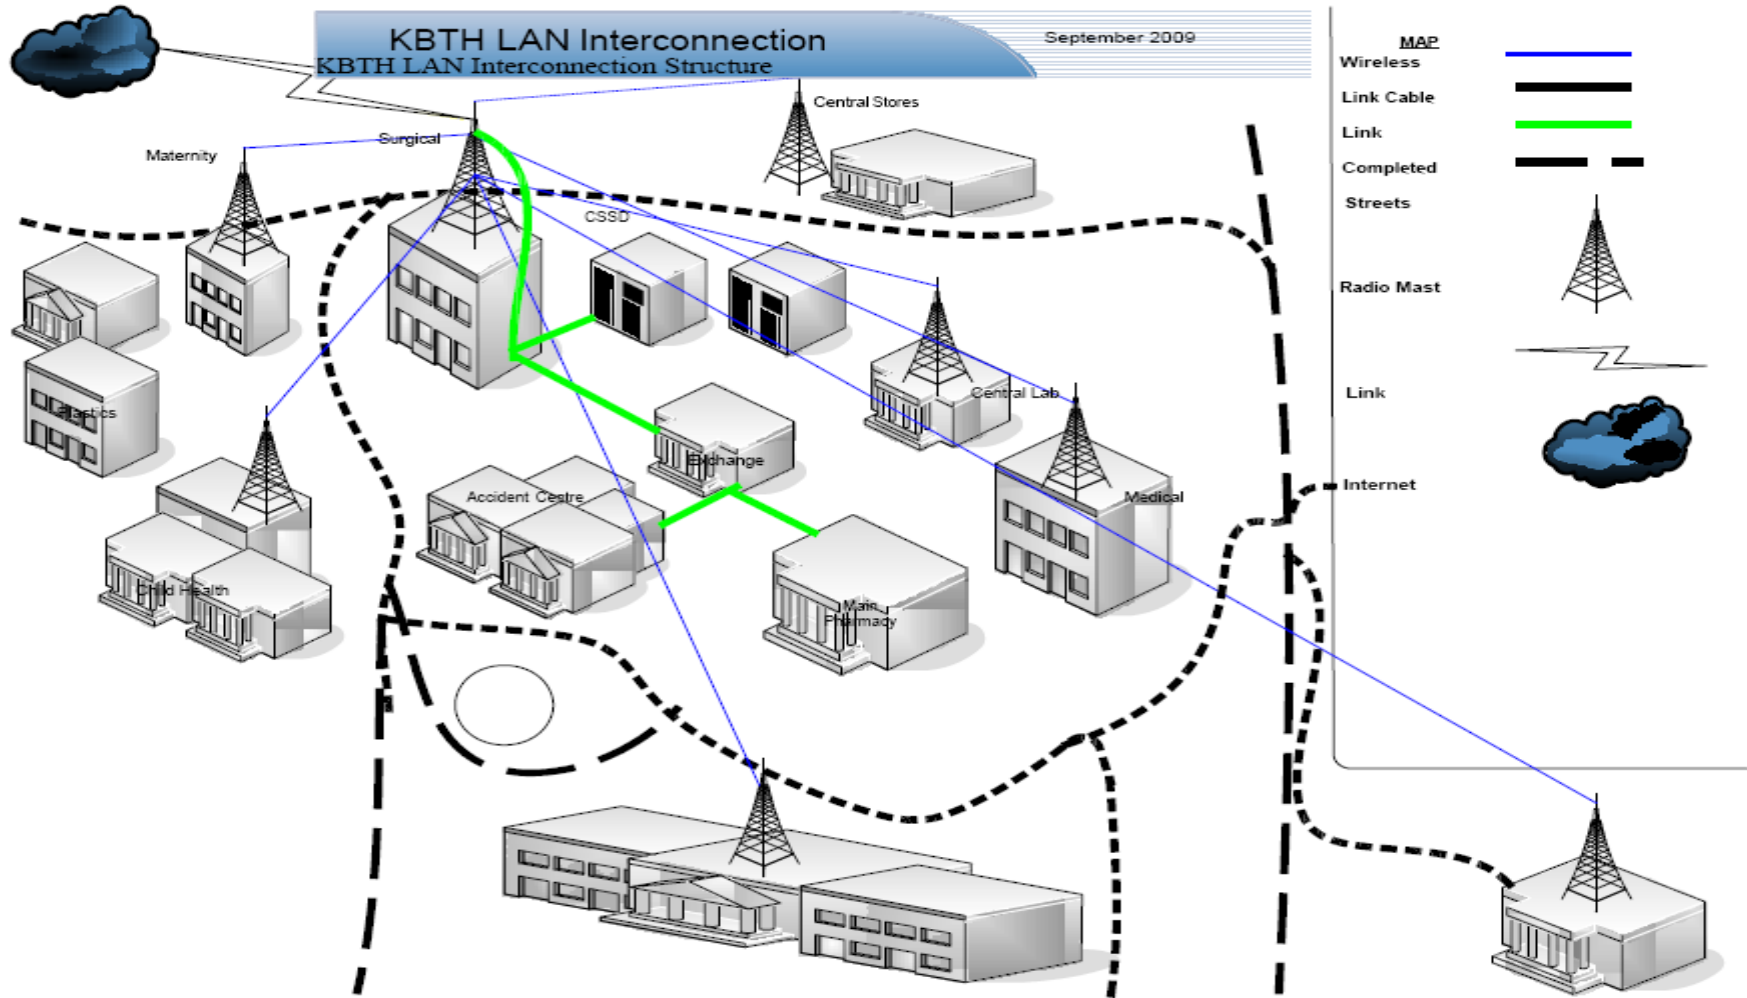 KBTH LAN Interconnection
KBTH LAN Interconnection Structure
September 2009
MAP
Wireless
Link Cable
Link
Completed
Streets
Radio Mast
Link
Internet
Central Stores
Surgical
Maternity
CSSD
Plastics
Central Lab
Exchange
Accident Centre
Medical
Child Health
Main
Pharmacy